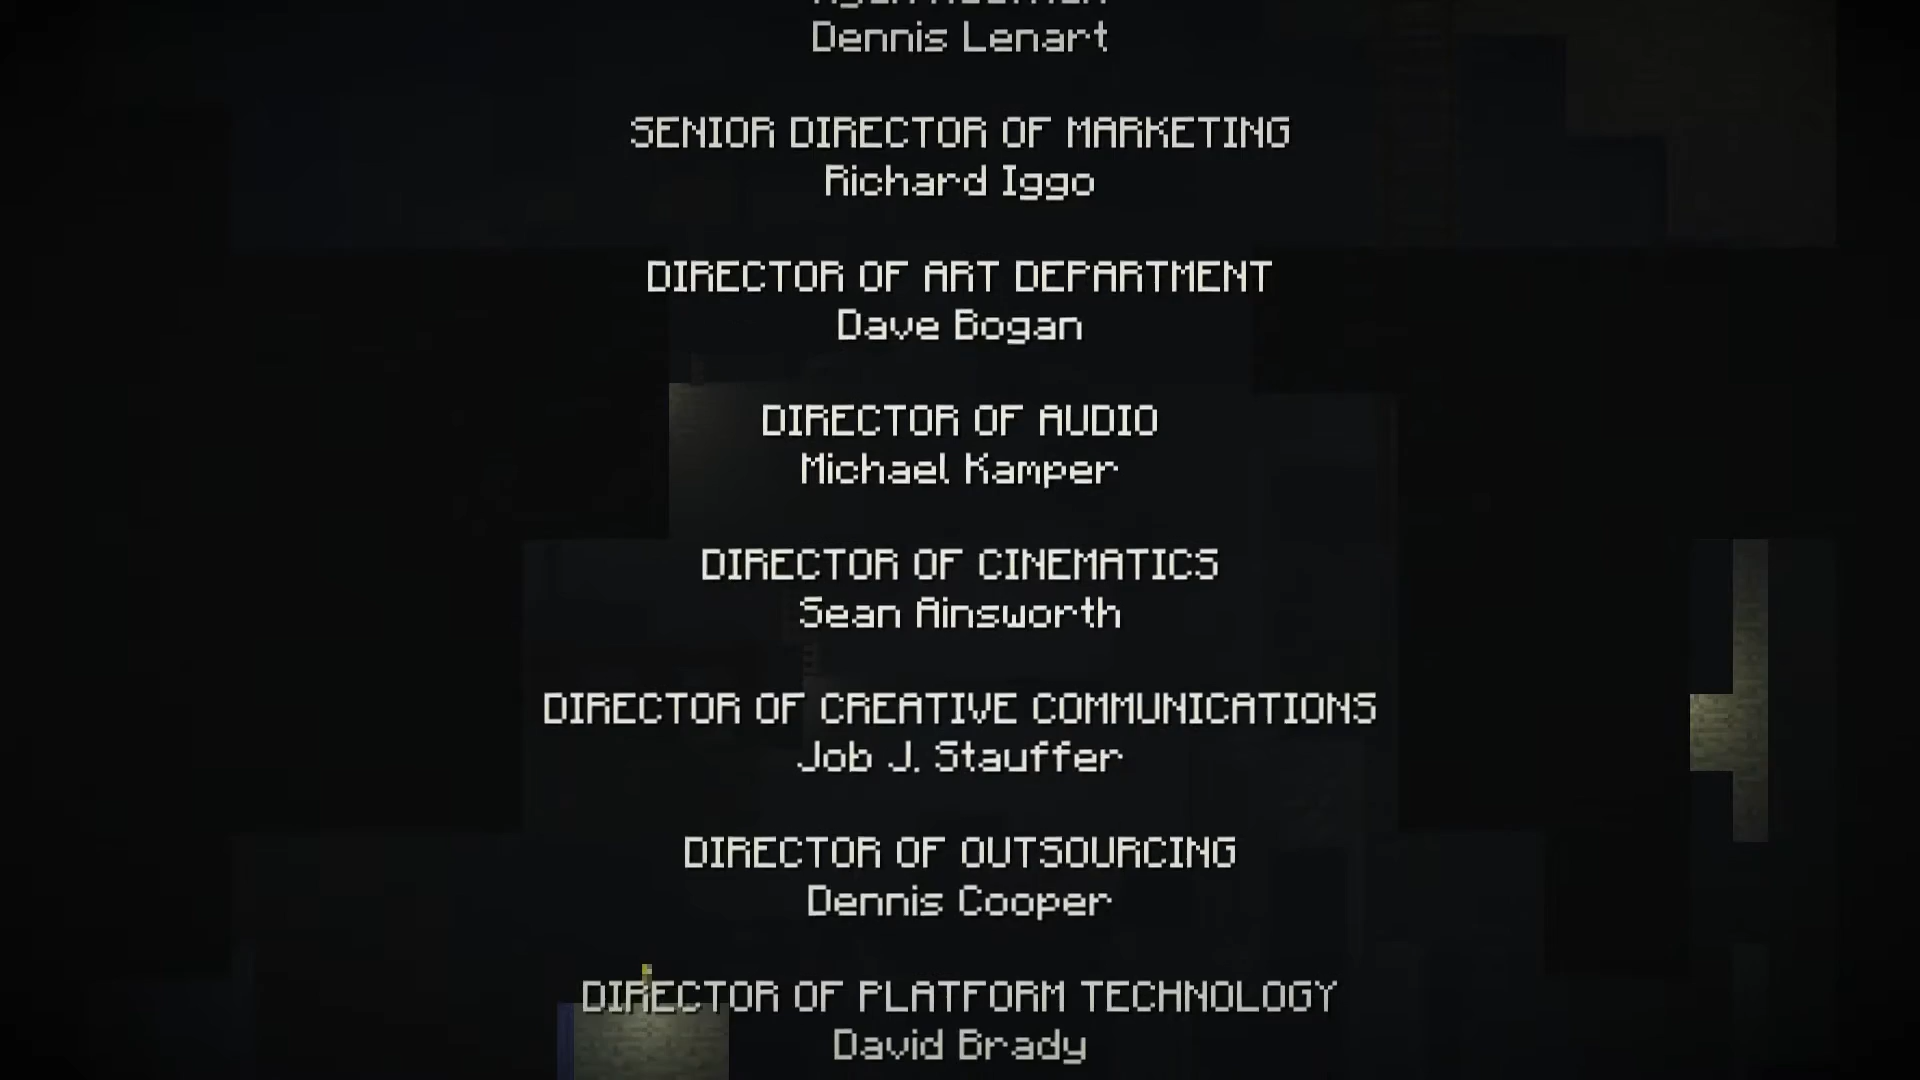 Dennis Lenart
SENIOR DIRECTOR OF MARKETING
Richard Iggo
DIRECTOR OF ART DEPARTMENT
Dave Bogan
DIRECTOR OF AUDIO
Michael Kamper
DIRECTOR OF CINEMATICS
Sean Ainsworth
DIRECTOR OF CREATIVE COMMUNICATIONS
Job J. Stauffer
DIRECTOR OF OUTSOURCING
Dennis Cooper
DIRECTOR OF PLATFORM TECHNOLOGY
David Brady